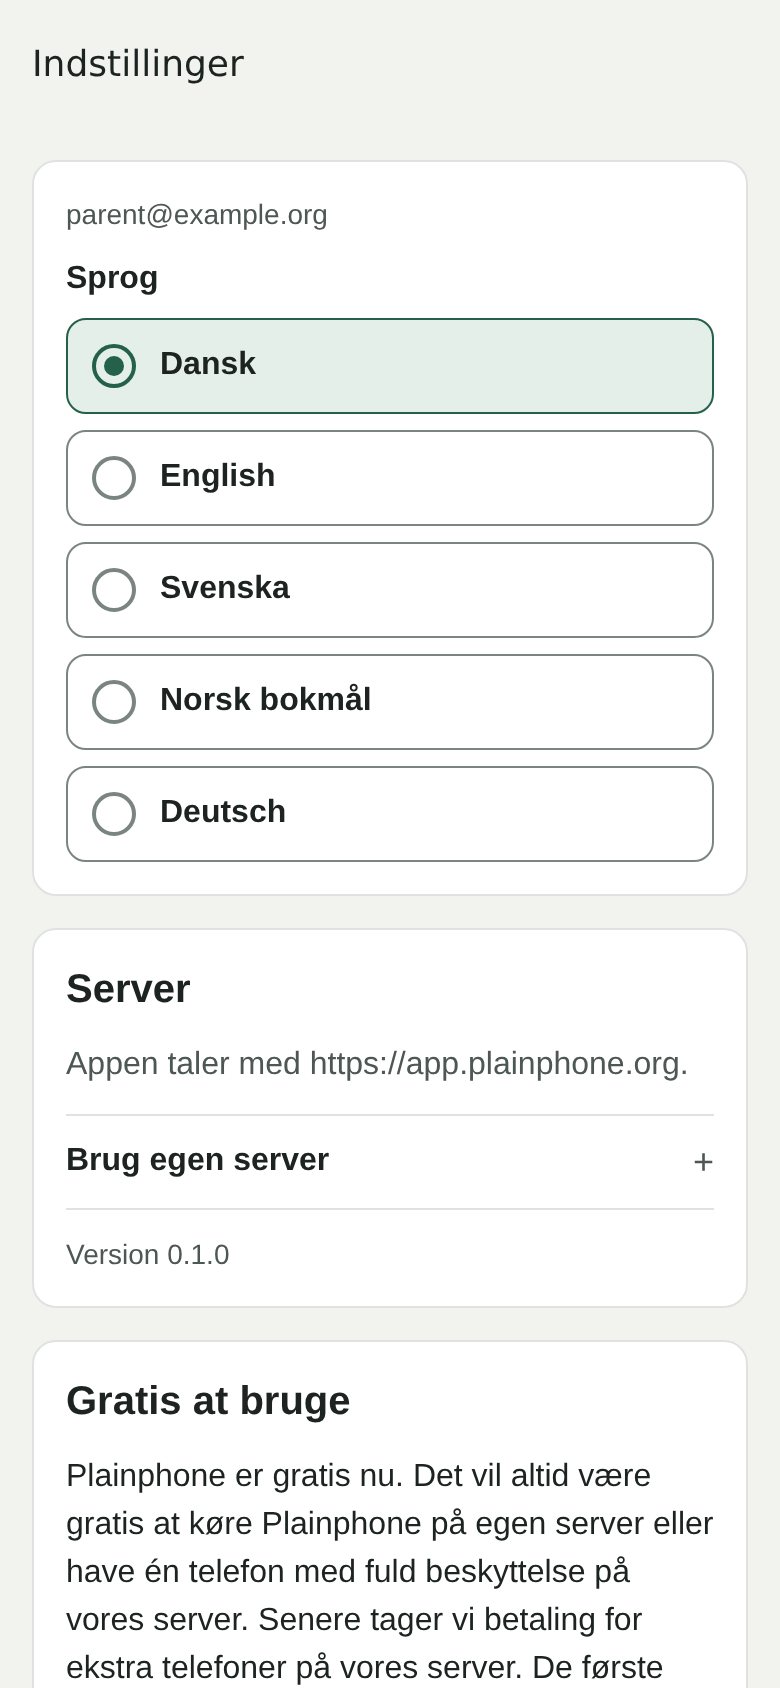 Indstillinger
parent@example.org
Sprog
Dansk
English
Svenska
Norsk bokmål
Deutsch
Server
Appen taler med https://app.plainphone.org.
Brug egen server +
Version 0.1.0
Gratis at bruge
Plainphone er gratis nu. Det vil altid være
gratis at køre Plainphone på egen server eller
have én telefon med fuld beskyttelse på
vores server. Senere tager vi betaling for
ekstra telefoner på vores server. De første